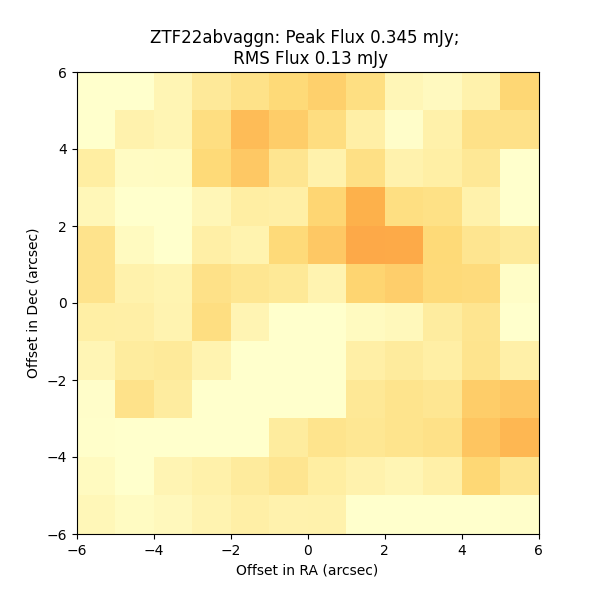 ZTF22abvaggn: Peak Flux 0.345 mJy;
RMS Flux 0.13 mJy
6
4
2
0
−2
−4
−6
Offset in Dec (arcsec)
−6 −4 −2 0 2 4 6
Offset in RA (arcsec)